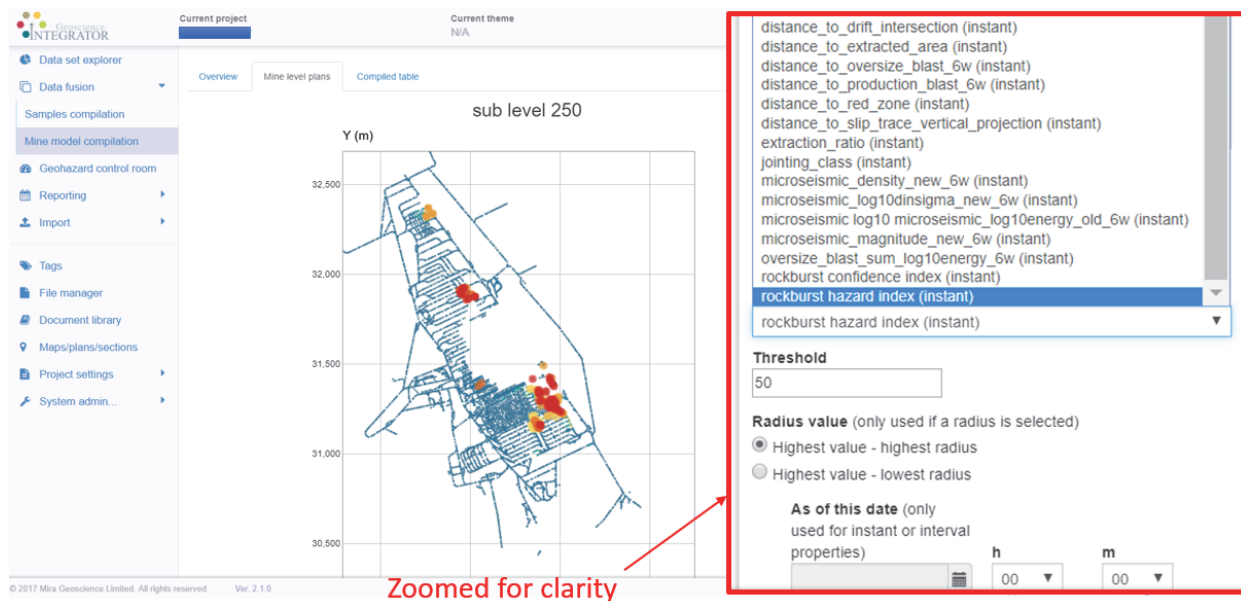 Geoscience
INTEGRATOR
Current project
Current theme
N/A
Data set explorer
Data fusion
Samples compilation
Mine model compilation
Geohazard control room
Reporting
Import
Tags
File manager
Document library
Maps/plans/sections
Project settings
System admin...
Overview
Mine level plans
Compiled table
sub level 250
Y (m)
32,500
32,000
31,500
31,000
30,500
© 2017 Mira Geoscience Limited. All rights reserved
Ver. 2.1.0
Zoomed for clarity
distance_to_drift_intersection (instant)
distance_to_extracted_area (instant)
distance_to_oversize_blast_6w (instant)
distance_to_production_blast_6w (instant)
distance_to_red_zone (instant)
distance_to_slip_trace_vertical_projection (instant)
extraction_ratio (instant)
jointing_class (instant)
microseismic_density_new_6w (instant)
microseismic_log10dinsigma_new_6w (instant)
microseismic log10 microseismic_log10energy_old_6w (instant)
microseismic_magnitude_new_6w (instant)
oversize_blast_sum_log10energy_6w (instant)
rockburst confidence index (instant)
rockburst hazard index (instant)
rockburst hazard index (instant)
Threshold
50
Radius value (only used if a radius is selected)
Highest value - highest radius
Highest value - lowest radius
As of this date (only
used for instant or interval
properties)
h
m
00
00